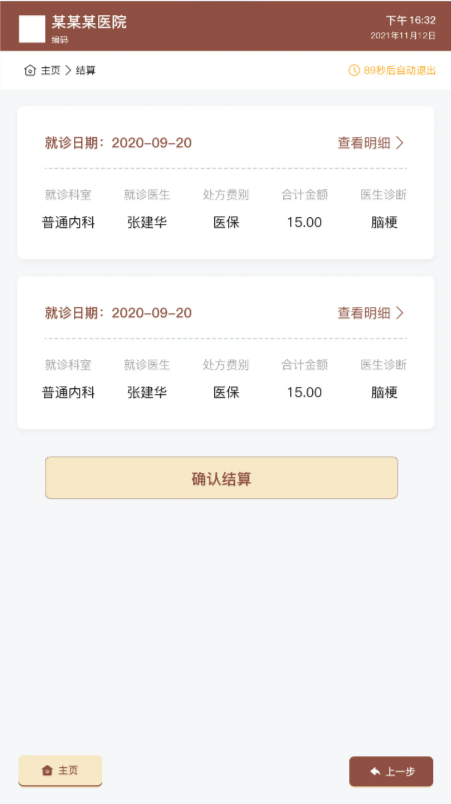 某某某医院
编码
下午 16:32
2021年11月12日
主页 > 结算
89秒后自动退出
就诊日期：2020-09-20
查看明细 >
就诊科室 就诊医生 处方费别 合计金额 医生诊断
普通内科 张建华 医保 15.00 脑梗
就诊日期：2020-09-20
查看明细 >
就诊科室 就诊医生 处方费别 合计金额 医生诊断
普通内科 张建华 医保 15.00 脑梗
确认结算
主页
上一步